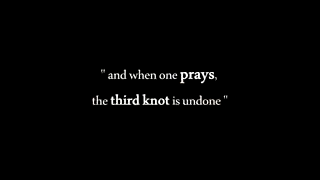 " and when one prays,
the third knot is undone "